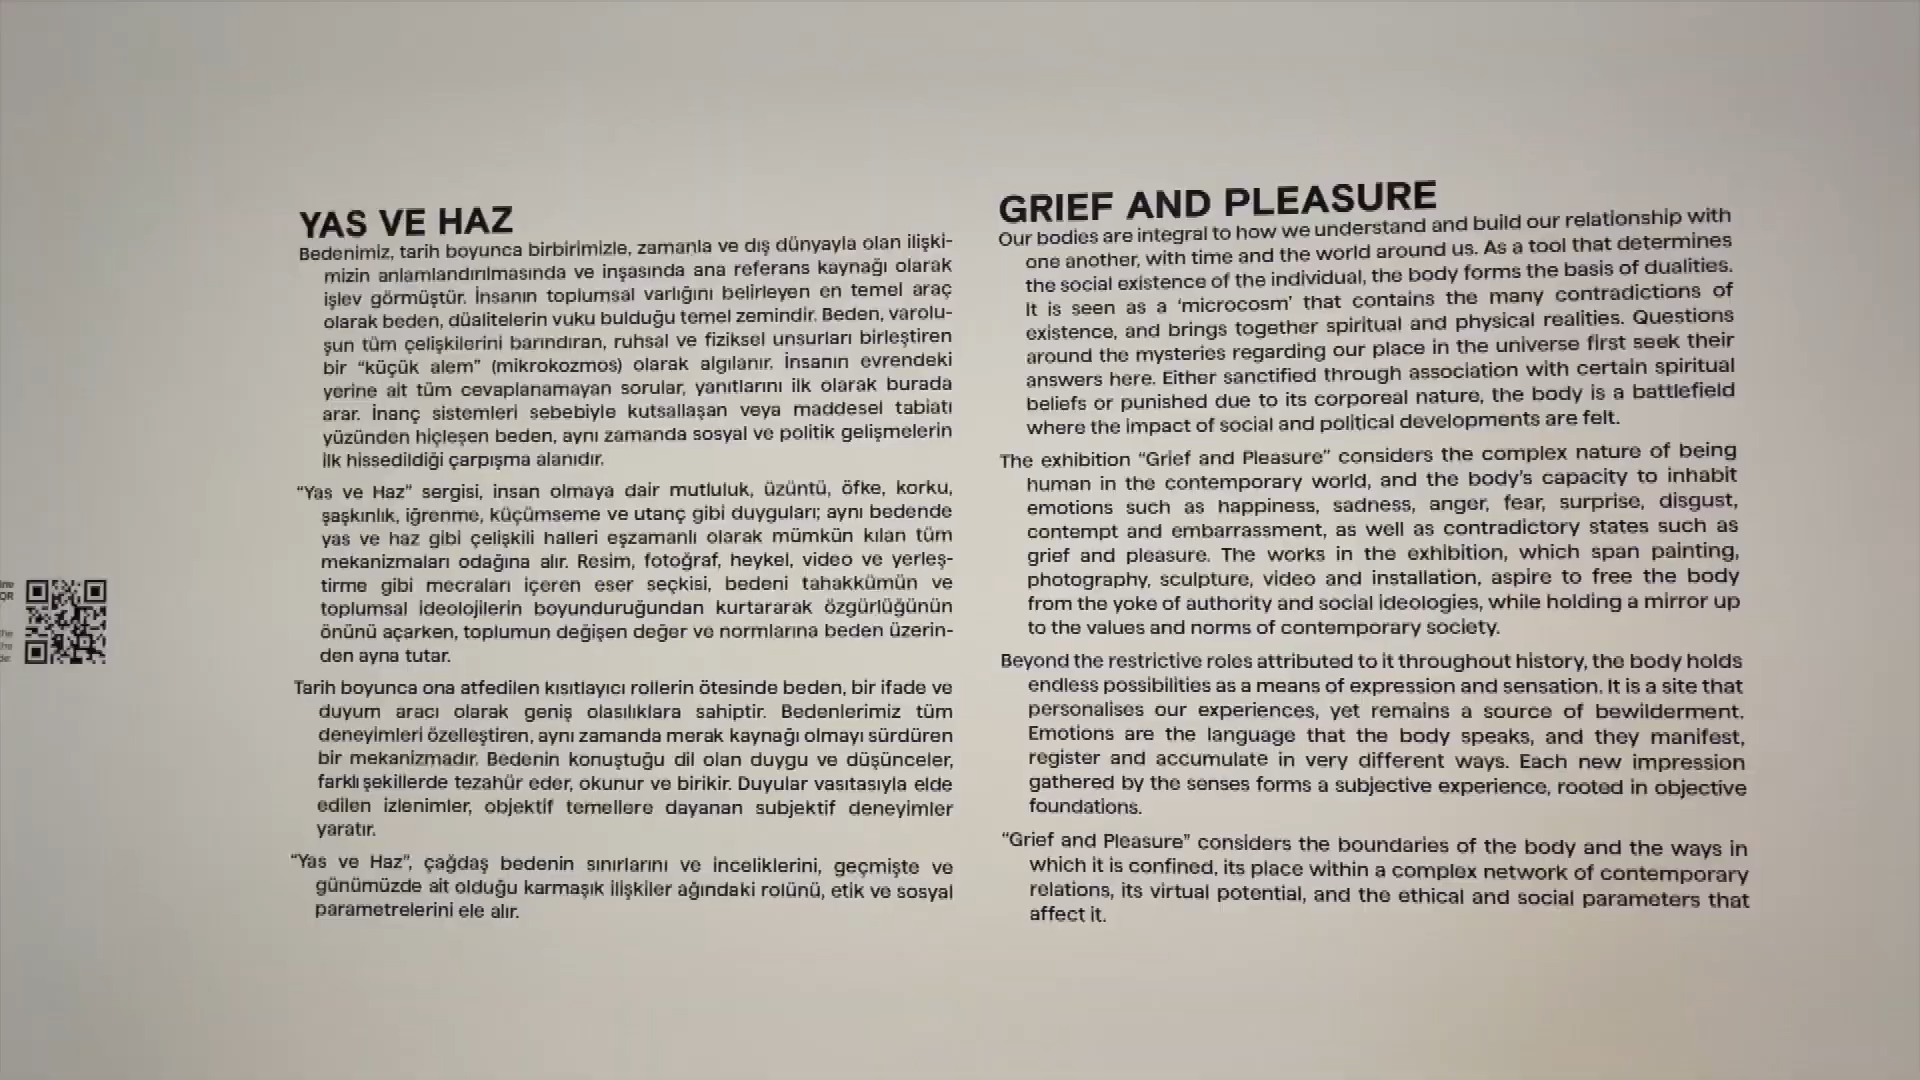 YAS VE HAZ
Bedenimiz, tarih boyunca birbirimizle, zamanla ve dış dünyayla olan ilişki-
mizin anlamlandırılmasında ve inşasında ana referans kaynağı olarak
işlev görmüştür. İnsanın toplumsal varlığını belirleyen en temel araç
olarak beden, düalitelerin vuku bulduğu temel zemindir. Beden, varolu-
şun tüm çelişkilerini barındıran, ruhsal ve fiziksel unsurları birleştiren
bir “küçük alem” (mikrokozmos) olarak algılanır. İnsanın evrendeki
yerine ait tüm cevaplanamayan sorular, yanıtlarını ilk olarak burada
arar. İnanç sistemleri sebebiyle kutsallaşan veya maddesel tabiatı
yüzünden hiçleşen beden, aynı zamanda sosyal ve politik gelişmelerin
ilk hissedildiği çarpışma alanıdır.
“Yas ve Haz” sergisi, insan olmaya dair mutluluk, üzüntü, öfke, korku,
şaşkınlık, iğrenme, küçümseme ve utanç gibi duyguları; aynı bedende
yas ve haz gibi çelişkili halleri eşzamanlı olarak mümkün kılan tüm
mekanizmaları odağına alır. Resim, fotoğraf, heykel, video ve yerleş-
tirme gibi mecraları içeren eser seçkisi, bedeni tahakkümün ve
toplumsal ideolojilerin boyunduruğundan kurtararak özgürlüğünün
önünü açarken, toplumun değişen değer ve normlarına beden üzerin-
den ayna tutar.
Tarih boyunca ona atfedilen kısıtlayıcı rollerin ötesinde beden, bir ifade ve
duyum aracı olarak geniş olasılıklara sahiptir. Bedenlerimiz tüm
deneyimleri özelleştiren, aynı zamanda merak kaynağı olmayı sürdüren
bir mekanizmadır. Bedenin konuştuğu dil olan duygu ve düşünceler,
farklı şekillerde tezahür eder, okunur ve birikir. Duyular vasıtasıyla elde
edilen izlenimler, objektif temellere dayanan subjektif deneyimler
yaratır.
“Yas ve Haz”, çağdaş bedenin sınırlarını ve inceliklerini, geçmişte ve
günümüzde ait olduğu karmaşık ilişkiler ağındaki rolünü, etik ve sosyal
parametrelerini ele alır.
GRIEF AND PLEASURE
Our bodies are integral to how we understand and build our relationship with
one another, with time and the world around us. As a tool that determines
the social existence of the individual, the body forms the basis of dualities.
It is seen as a ‘microcosm’ that contains the many contradictions of
existence, and brings together spiritual and physical realities. Questions
around the mysteries regarding our place in the universe first seek their
answers here. Either sanctified through association with certain spiritual
beliefs or punished due to its corporeal nature, the body is a battlefield
where the impact of social and political developments are felt.
The exhibition “Grief and Pleasure” considers the complex nature of being
human in the contemporary world, and the body’s capacity to inhabit
emotions such as happiness, sadness, anger, fear, surprise, disgust,
contempt and embarrassment, as well as contradictory states such as
grief and pleasure. The works in the exhibition, which span painting,
photography, sculpture, video and installation, aspire to free the body
from the yoke of authority and social ideologies, while holding a mirror up
to the values and norms of contemporary society.
Beyond the restrictive roles attributed to it throughout history, the body holds
endless possibilities as a means of expression and sensation. It is a site that
personalises our experiences, yet remains a source of bewilderment.
Emotions are the language that the body speaks, and they manifest,
register and accumulate in very different ways. Each new impression
gathered by the senses forms a subjective experience, rooted in objective
foundations.
“Grief and Pleasure” considers the boundaries of the body and the ways in
which it is confined, its place within a complex network of contemporary
relations, its virtual potential, and the ethical and social parameters that
affect it.